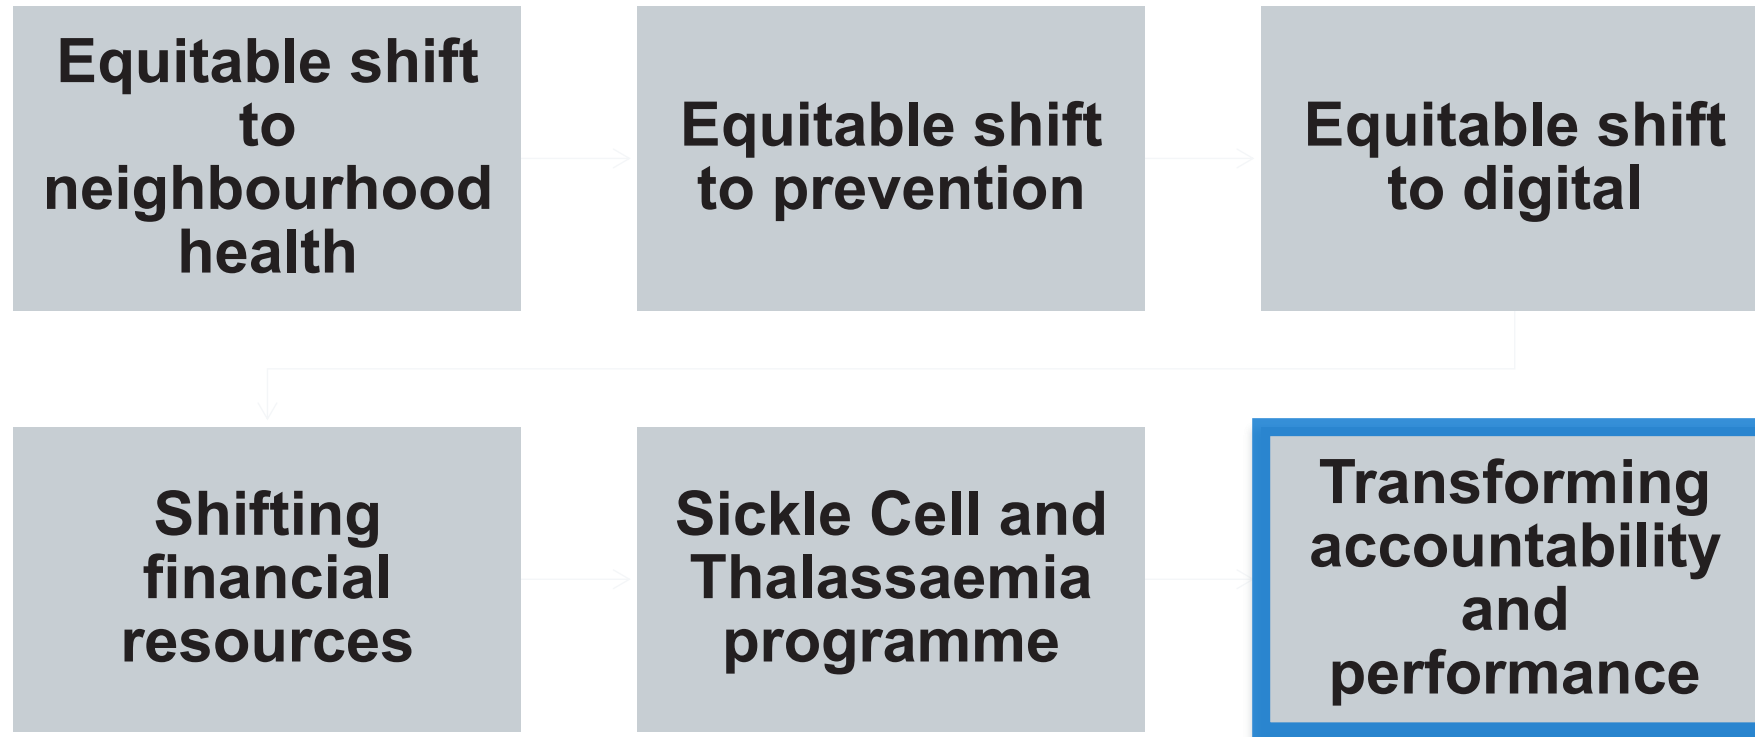 Equitable shift
to
neighbourhood
health
Equitable shift
to prevention
Equitable shift
to digital
Shifting
financial
resources
Sickle Cell and
Thalassaemia
programme
Transforming
accountability
and
performance